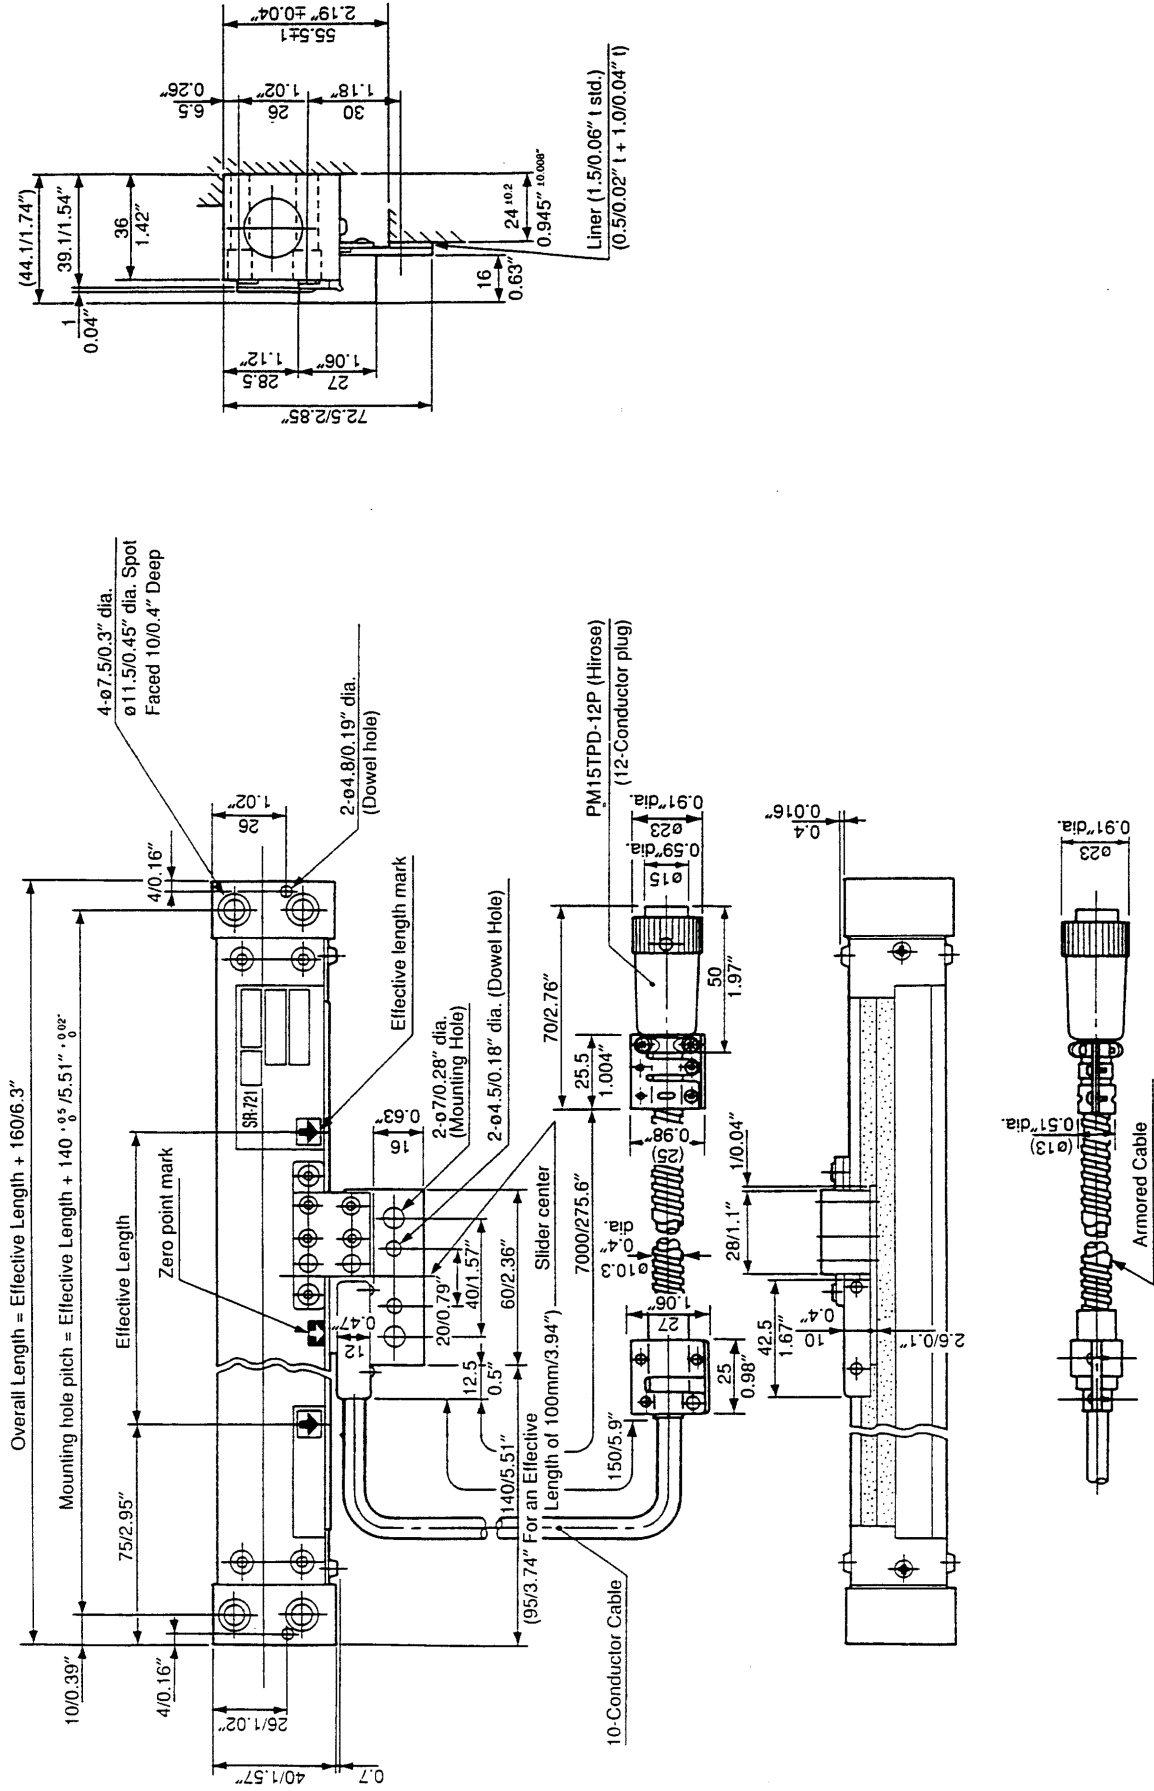 Overall Length = Effective Length + 160/6.3″
Mounting hole pitch = Effective Length + 140 +0.5 0 /5.51″ +0.02″ 0
10/0.39″
75/2.95″
Effective Length
4/0.16″
4/0.16″
26/1.02″
40/1.57″
0.7
Zero point mark
SR-721
Effective length mark
26
1.02″
4-ø7.5/0.3″ dia.
ø11.5/0.45″ dia. Spot
Faced 10/0.4″ Deep
2-ø4.8/0.19″ dia.
(Dowel hole)
16
0.63″
2-ø7/0.28″ dia.
(Mounting Hole)
2-ø4.5/0.18″ dia. (Dowel Hole)
12
0.47″
12.5
0.5″
20/0.79″
40/1.57″
60/2.36″
Slider center
140/5.51″
(95/3.74″ For an Effective
Length of 100mm/3.94″)
150/5.9″
7000/275.6″
10-Conductor Cable
25
0.98″
27
1.06″
ø10.3
0.4″
dia.
(25)
0.98″
25.5
1.004″
70/2.76″
50
1.97″
ø15
0.59″dia.
ø23
0.91″dia.
PM15TPD-12P (Hirose)
(12-Conductor plug)
42.5
1.67″
28/1.1″
1/0.04″
10
0.4″
2.6/0.1″
0.4
0.016″
(ø13)
(0.51″dia.
ø23
0.91″dia.
Armored Cable
(44.1/1.74″)
39.1/1.54″
36
1.42″
1
0.04″
6.5
0.26″
26
1.02″
30
1.18″
55.5±1
2.19″±0.04″
28.5
1.12″
27
1.06″
72.5/2.85″
16
0.63″
24 ±0.2
0.945″ ±0.008″
Liner (1.5/0.06″ t std.)
(0.5/0.02″ t + 1.0/0.04″ t)